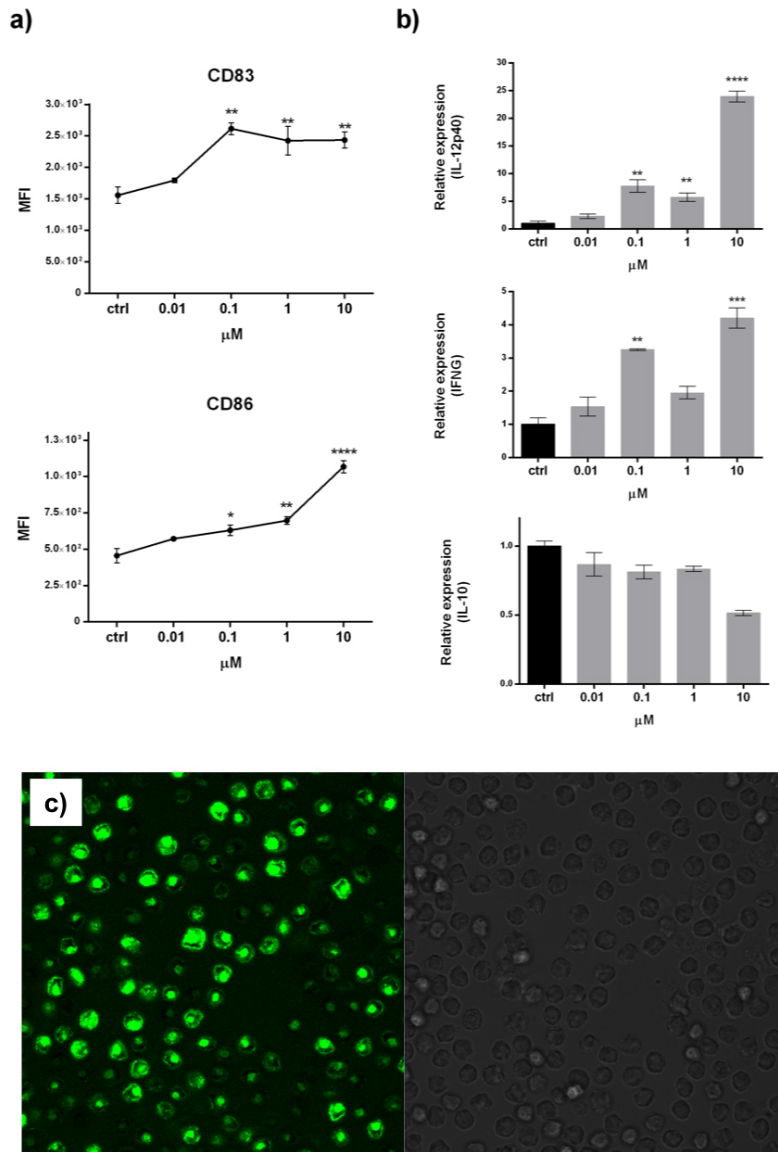 a)
CD83
MFI
3.0×10³
2.5×10³
2.0×10³
1.5×10³
1.0×10³
5.0×10²
0
ctrl 0.01 0.1 1 10
** ** **
μM
CD86
MFI
1.3×10³
1.0×10³
7.5×10²
5.0×10²
2.5×10²
0
* ** ****
ctrl 0.01 0.1 1 10
μM
b)
Relative expression
(IL-12p40)
30
25
20
15
10
5
0
** ** ****
ctrl 0.01 0.1 1 10
μM
Relative expression
(IFNG)
5
4
3
2
1
0
** ***
ctrl 0.01 0.1 1 10
μM
Relative expression
(IL-10)
1.0
0.5
0.0
ctrl 0.01 0.1 1 10
μM
c)